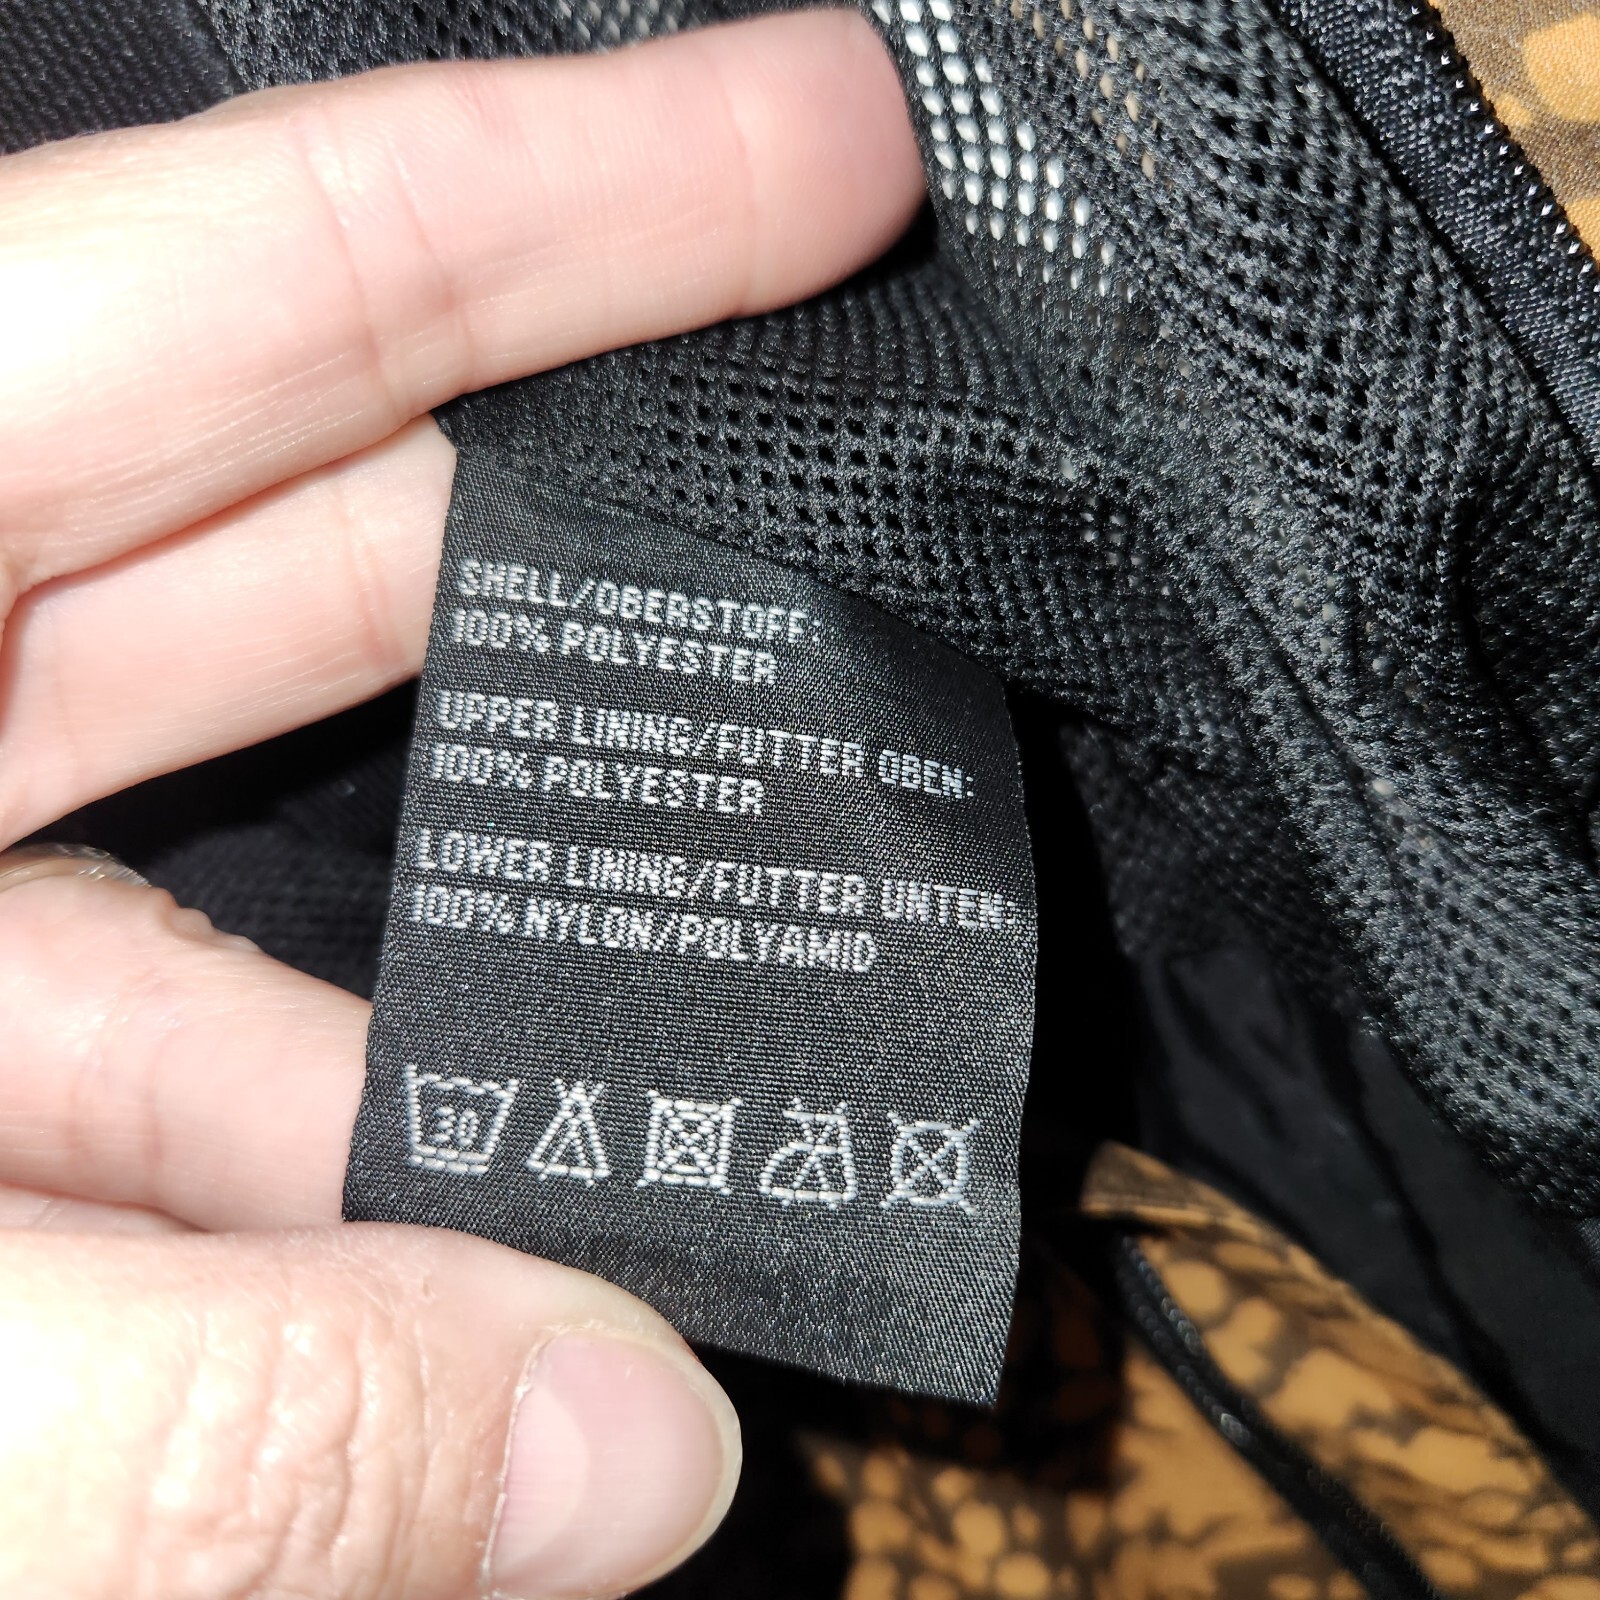 SHELL/OBERSTOFF:
100% POLYESTER
UPPER LINING/FUTTER OBEN:
100% POLYESTER
LOWER LINING/FUTTER UNTEN:
100% NYLON/POLYAMID
30